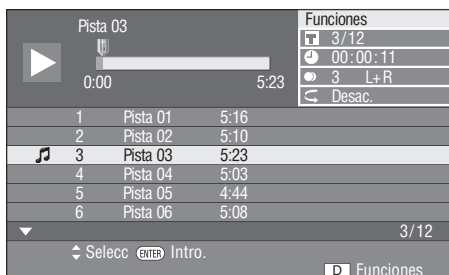 Pista 03
0:00 5:23
Funciones
T 3/12
00:00:11
3 L+R
Desac.
1 Pista 01 5:16
2 Pista 02 5:10
3 Pista 03 5:23
4 Pista 04 5:03
5 Pista 05 4:44
6 Pista 06 5:08
3/12
Selecc ENTER Intro.
D Funciones